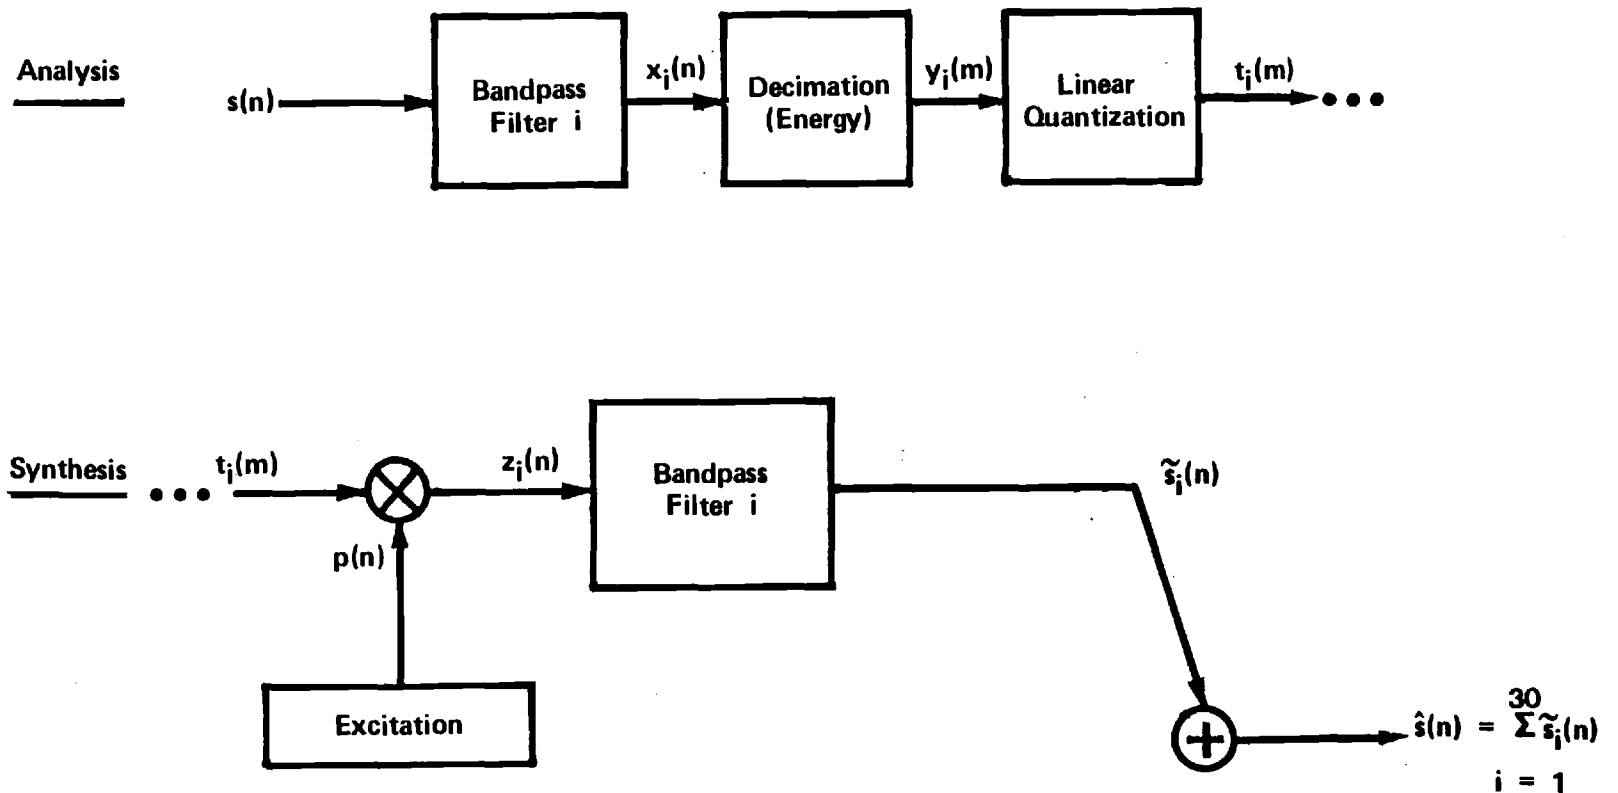 Analysis
s(n)
Bandpass
Filter i
xᵢ(n)
Decimation
(Energy)
yᵢ(m)
Linear
Quantization
tᵢ(m)
Synthesis
tᵢ(m)
p(n)
Excitation
zᵢ(n)
Bandpass
Filter i
s̃ᵢ(n)
30
ŝ(n) = Σ s̃ᵢ(n)
i = 1